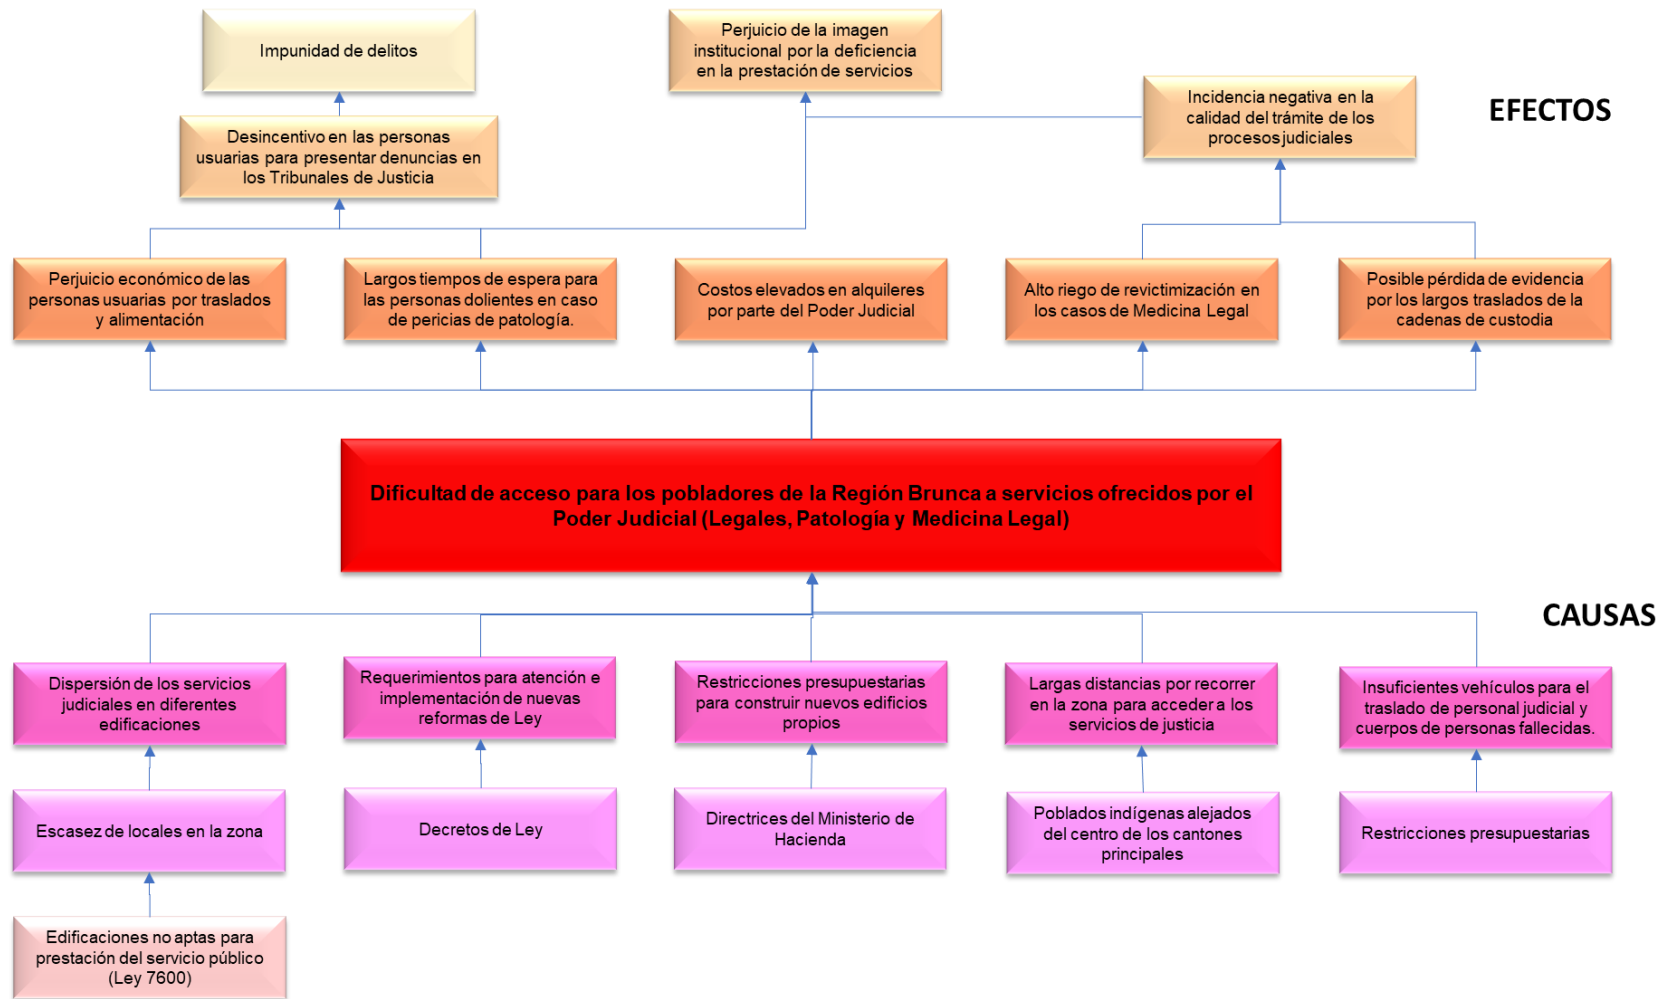 Impunidad de delitos
Perjuicio de la imagen
institucional por la deficiencia
en la prestación de servicios
Incidencia negativa en la
calidad del trámite de los
procesos judiciales
EFECTOS
Desincentivo en las personas
usuarias para presentar denuncias en
los Tribunales de Justicia
Perjuicio económico de las
personas usuarias por traslados
y alimentación
Largos tiempos de espera para
las personas dolientes en caso
de pericias de patología.
Costos elevados en alquileres
por parte del Poder Judicial
Alto riego de revictimización en
los casos de Medicina Legal
Posible pérdida de evidencia
por los largos traslados de la
cadenas de custodia
Dificultad de acceso para los pobladores de la Región Brunca a servicios ofrecidos por el
Poder Judicial (Legales, Patología y Medicina Legal)
CAUSAS
Dispersión de los servicios
judiciales en diferentes
edificaciones
Requerimientos para atención e
implementación de nuevas
reformas de Ley
Restricciones presupuestarias
para construir nuevos edificios
propios
Largas distancias por recorrer
en la zona para acceder a los
servicios de justicia
Insuficientes vehículos para el
traslado de personal judicial y
cuerpos de personas fallecidas.
Escasez de locales en la zona
Decretos de Ley
Directrices del Ministerio de
Hacienda
Poblados indígenas alejados
del centro de los cantones
principales
Restricciones presupuestarias
Edificaciones no aptas para
prestación del servicio público
(Ley 7600)